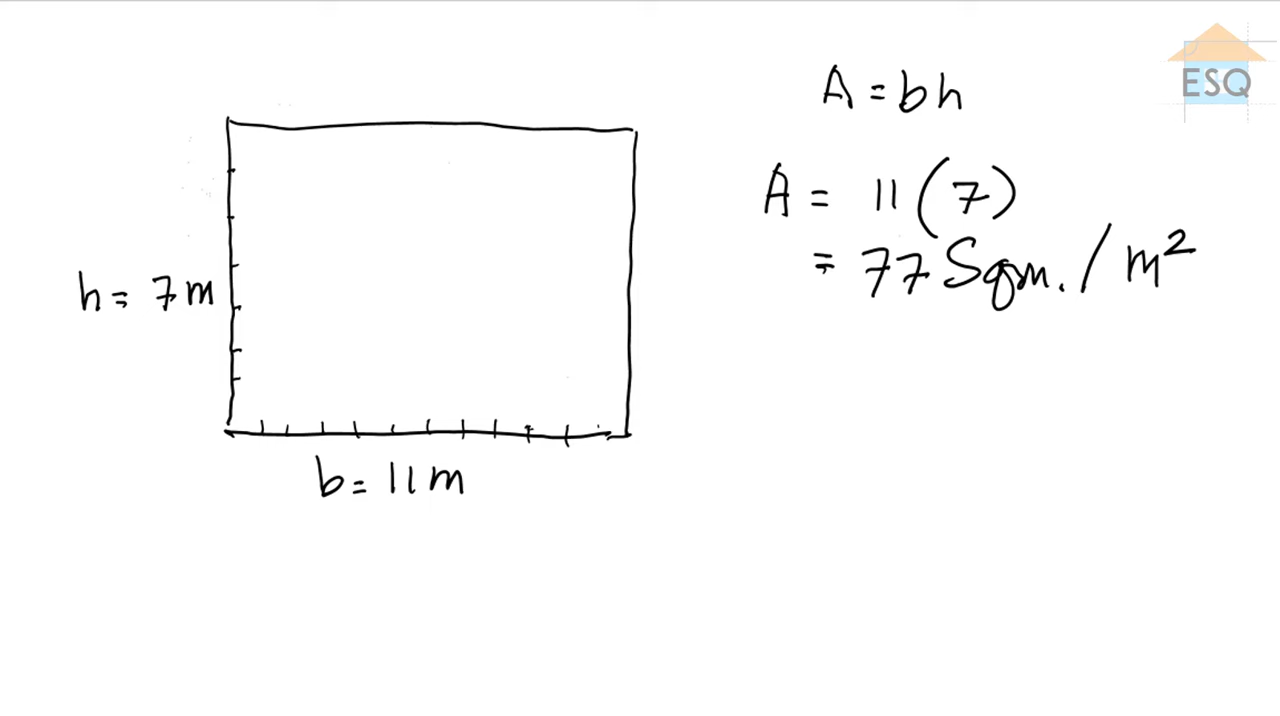 ESQ
A = bh
A = 11 (7)
= 77 Sqm. / m²
h = 7m
b = 11m